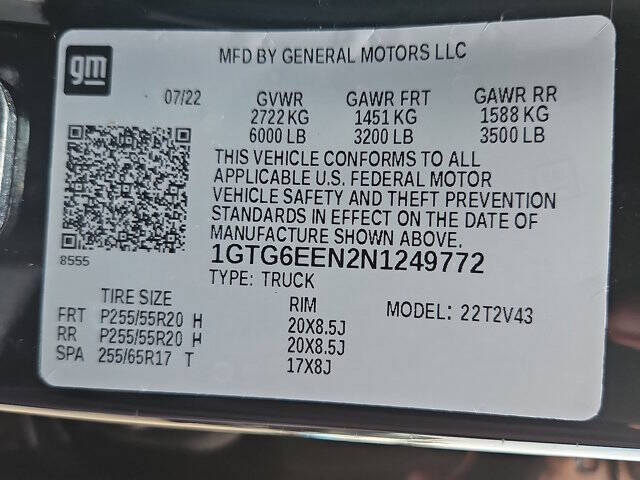 gm
MFD BY GENERAL MOTORS LLC
07/22 GVWR GAWR FRT GAWR RR
2722 KG 1451 KG 1588 KG
6000 LB 3200 LB 3500 LB
THIS VEHICLE CONFORMS TO ALL
APPLICABLE U.S. FEDERAL MOTOR
VEHICLE SAFETY AND THEFT PREVENTION
STANDARDS IN EFFECT ON THE DATE OF
MANUFACTURE SHOWN ABOVE.
8555
1GTG6EEN2N1249772
TYPE: TRUCK
TIRE SIZE RIM MODEL: 22T2V43
FRT P255/55R20 H 20X8.5J
RR P255/55R20 H 20X8.5J
SPA 255/65R17 T 17X8J